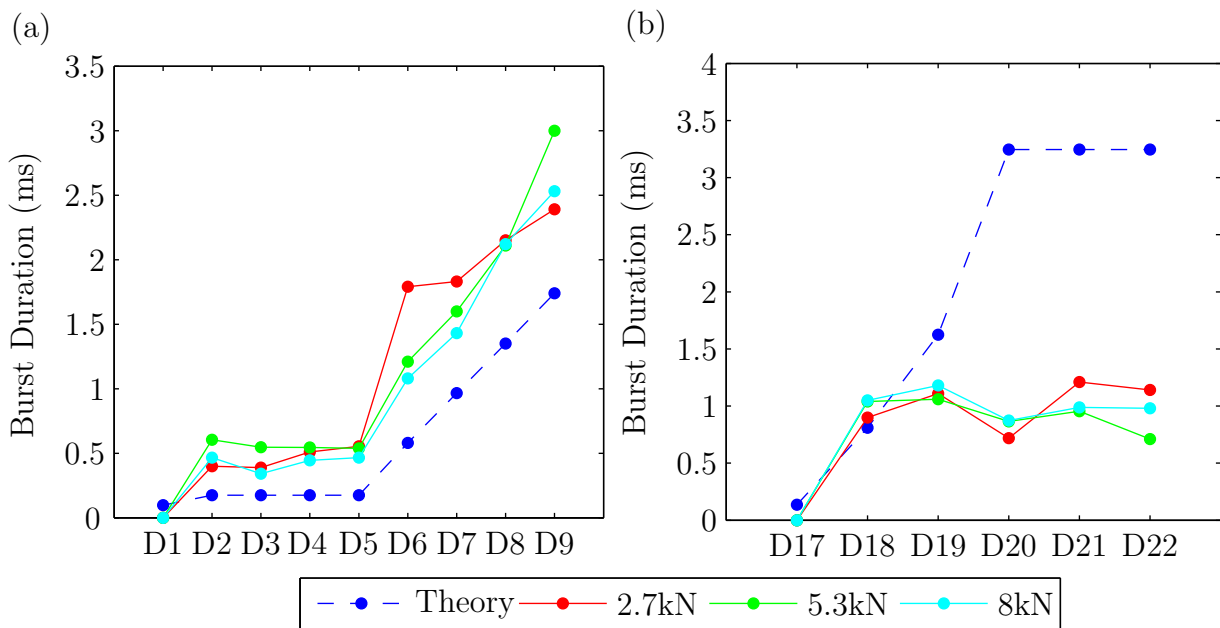 (a)
Burst Duration (ms)
3.5
3
2.5
2
1.5
1
0.5
0
D1 D2 D3 D4 D5 D6 D7 D8 D9
(b)
Burst Duration (ms)
4
3.5
3
2.5
2
1.5
1
0.5
0
D17 D18 D19 D20 D21 D22
Theory 2.7kN 5.3kN 8kN